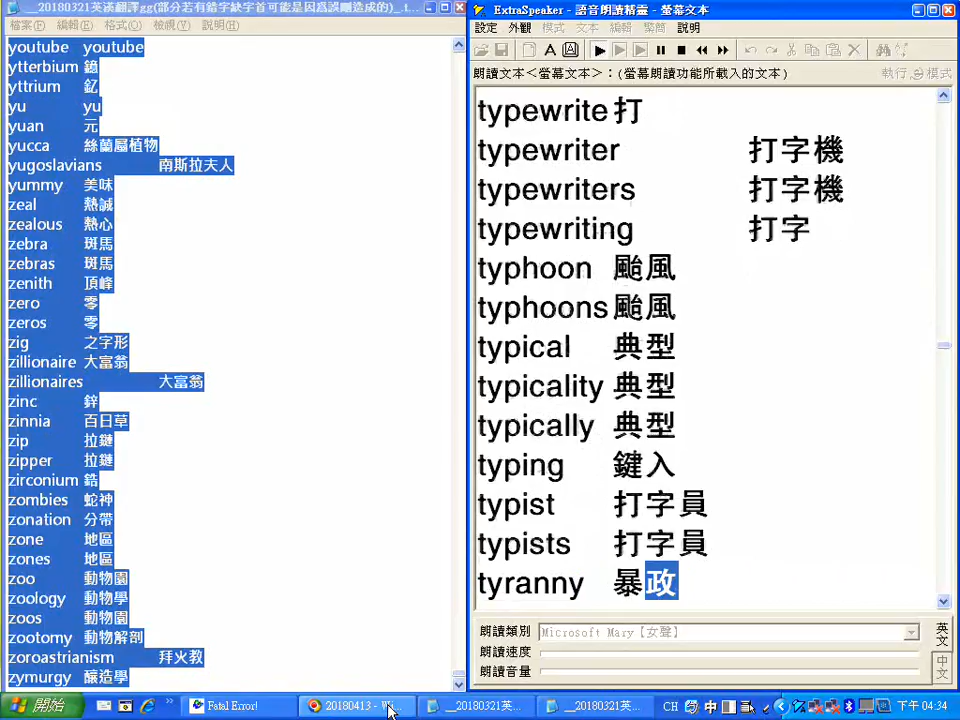 __20180321英漢翻譯gg(部分若有錯字缺字首可能是因爲誤剛造成的)_t...
檔案(F) 編輯(E) 格式(O) 檢視(V) 說明(H)
youtube youtube
ytterbium 鐿
yttrium 釔
yu yu
yuan 元
yucca 絲蘭屬植物
yugoslavians 南斯拉夫人
yummy 美味
zeal 熱誠
zealous 熱心
zebra 斑馬
zebras 斑馬
zenith 頂峰
zero 零
zeros 零
zig 之字形
zillionaire 大富翁
zillionaires 大富翁
zinc 鋅
zinnia 百日草
zip 拉鏈
zipper 拉鏈
zirconium 鋯
zombies 蛇神
zonation 分帶
zone 地區
zones 地區
zoo 動物園
zoology 動物學
zoos 動物園
zootomy 動物解剖
zoroastrianism 拜火教
zymurgy 釀造學
ExtraSpeaker - 語音朗讀精靈 - 螢幕文本
設定 外觀 模式 文本 編輯 繁簡 說明
朗讀文本<螢幕文本>：(螢幕朗讀功能所載入的文本) 執行 模式
typewrite 打
typewriter 打字機
typewriters 打字機
typewriting 打字
typhoon 颱風
typhoons 颱風
typical 典型
typicality 典型
typically 典型
typing 鍵入
typist 打字員
typists 打字員
tyranny 暴政
朗讀類別 Microsoft Mary【女聲】
朗讀速度
朗讀音量
英文
中文
開始 Fatal Error! 20180413 - __20180321英... __20180321英... CH 中 下午 04:34